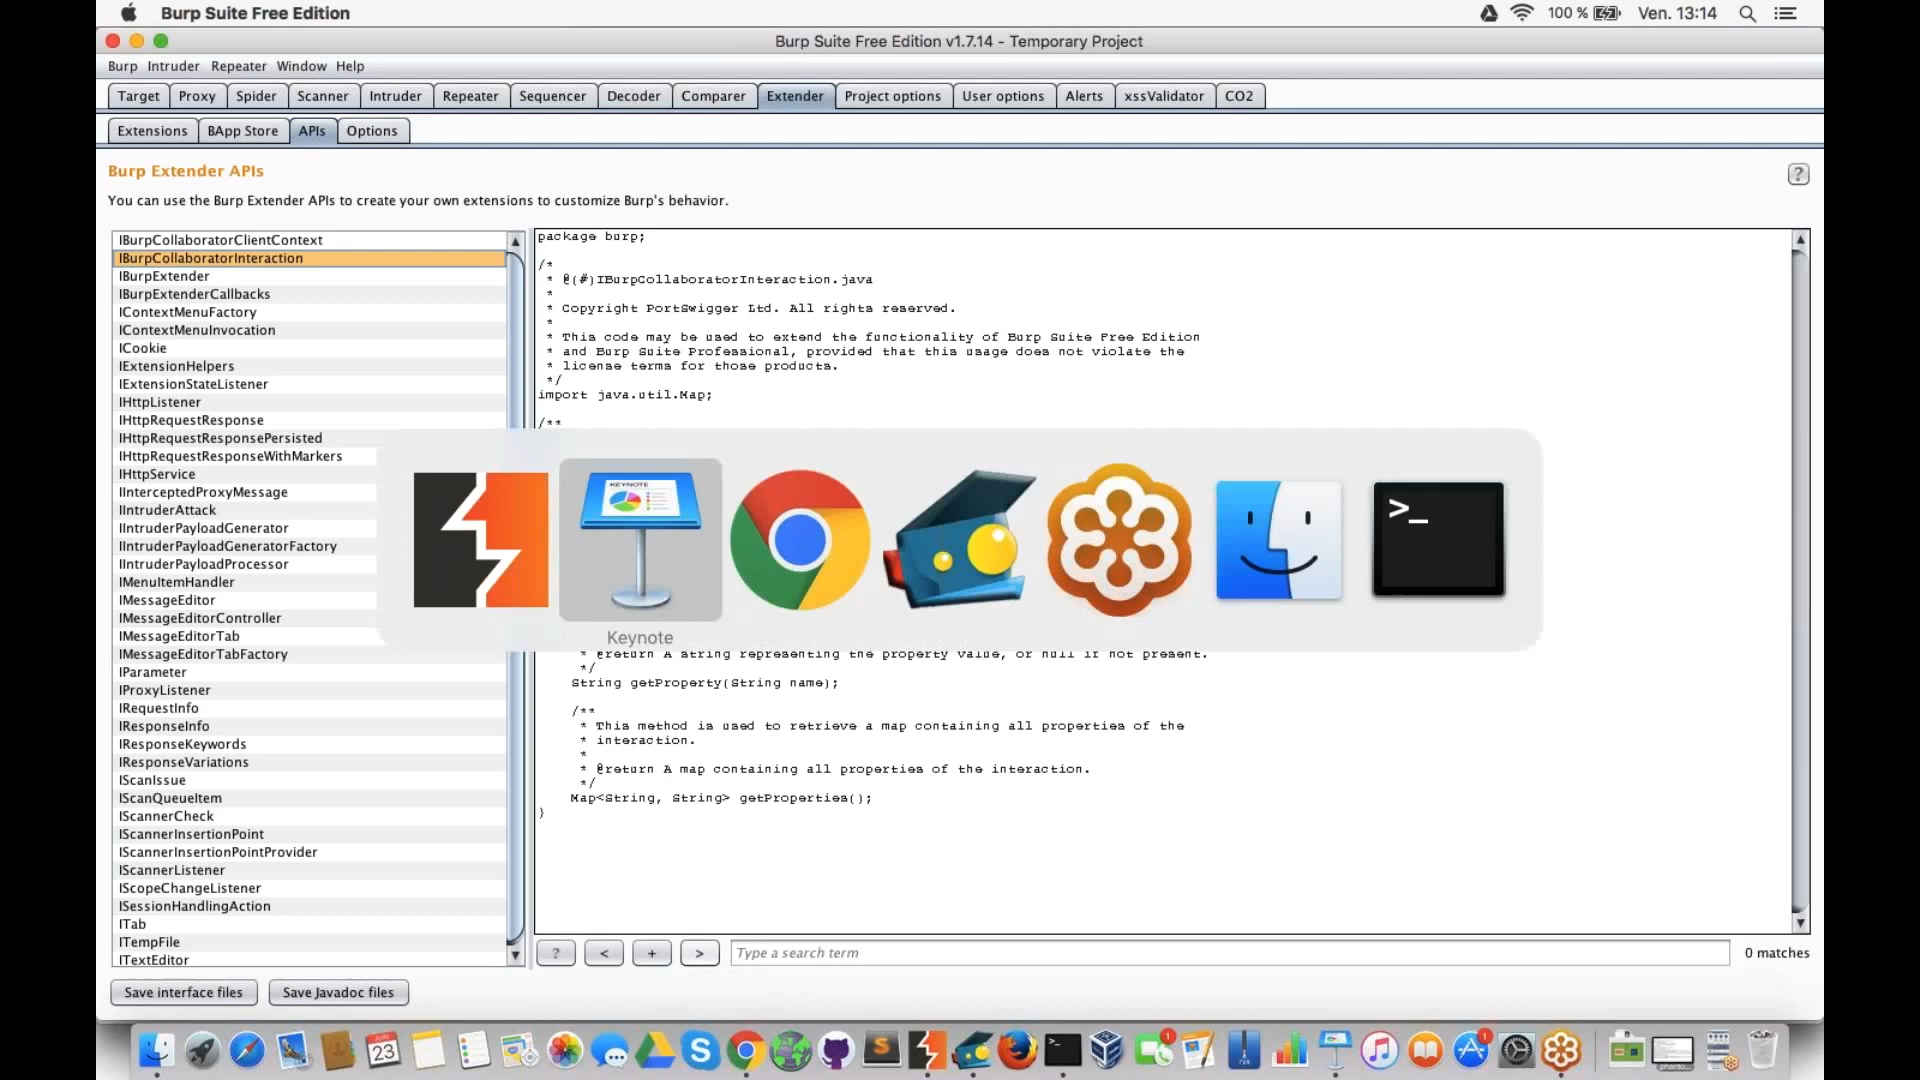 Burp Suite Free Edition
100 %
Ven. 13:14
Burp Suite Free Edition v1.7.14 - Temporary Project
Burp Intruder Repeater Window Help
Target Proxy Spider Scanner Intruder Repeater Sequencer Decoder Comparer Extender Project options User options Alerts xssValidator CO2
Extensions BApp Store APIs Options
Burp Extender APIs
?
You can use the Burp Extender APIs to create your own extensions to customize Burp's behavior.
IBurpCollaboratorClientContext
IBurpCollaboratorInteraction
IBurpExtender
IBurpExtenderCallbacks
IContextMenuFactory
IContextMenuInvocation
ICookie
IExtensionHelpers
IExtensionStateListener
IHttpListener
IHttpRequestResponse
IHttpRequestResponsePersisted
IHttpRequestResponseWithMarkers
IHttpService
IInterceptedProxyMessage
IIntruderAttack
IIntruderPayloadGenerator
IIntruderPayloadGeneratorFactory
IIntruderPayloadProcessor
IMenuItemHandler
IMessageEditor
IMessageEditorController
IMessageEditorTab
IMessageEditorTabFactory
IParameter
IProxyListener
IRequestInfo
IResponseInfo
IResponseKeywords
IResponseVariations
IScanIssue
IScanQueueItem
IScannerCheck
IScannerInsertionPoint
IScannerInsertionPointProvider
IScannerListener
IScopeChangeListener
ISessionHandlingAction
ITab
ITempFile
ITextEditor
package burp;
/*
* @(#)IBurpCollaboratorInteraction.java
*
* Copyright PortSwigger Ltd. All rights reserved.
*
* This code may be used to extend the functionality of Burp Suite Free Edition
* and Burp Suite Professional, provided that this usage does not violate the
* license terms for those products.
*/
import java.util.Map;
/**
KEYNOTE
>_
Keynote
* @return A string representing the property value, or null if not present.
*/
String getProperty(String name);
/**
* This method is used to retrieve a map containing all properties of the
* interaction.
*
* @return A map containing all properties of the interaction.
*/
Map<String, String> getProperties();
}
? < + > Type a search term 0 matches
Save interface files Save Javadoc files
23
1
1